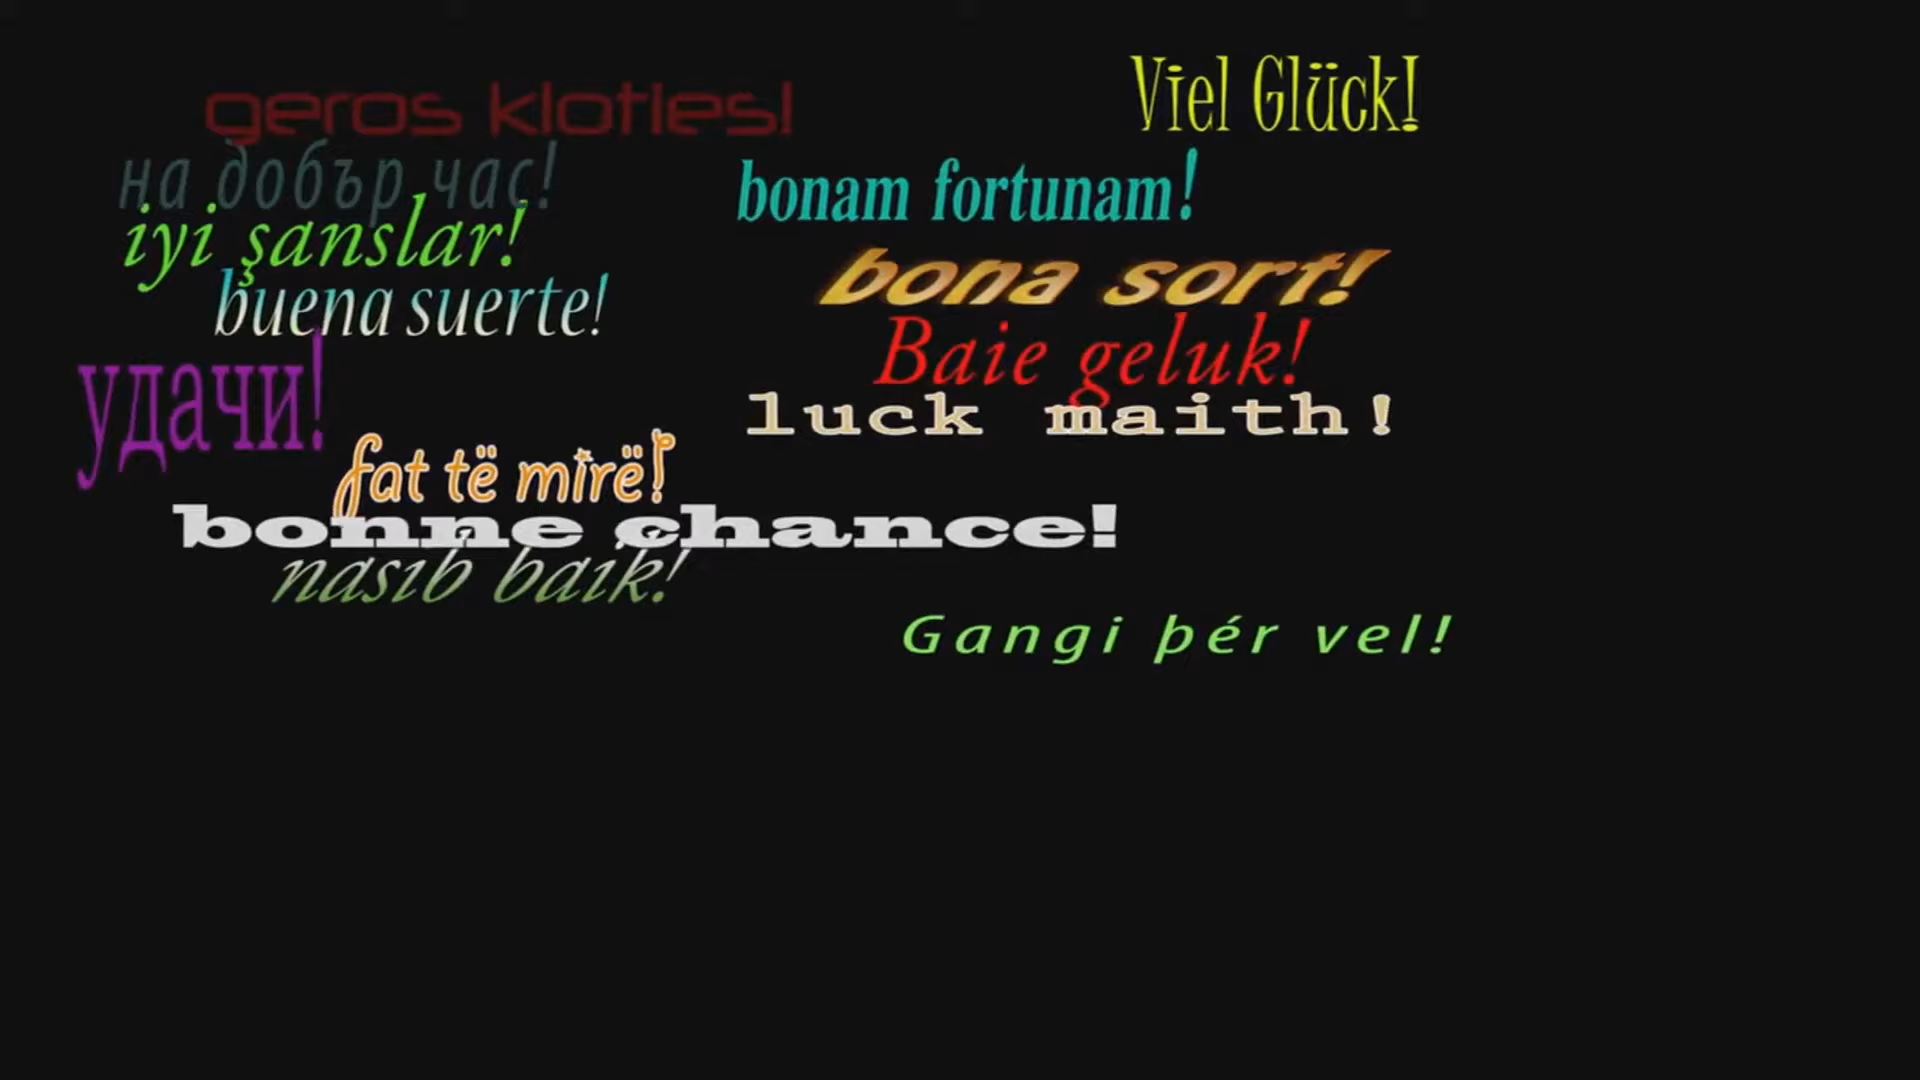 geros kloties!
Viel Glück!
на добър час!
bonam fortunam!
iyi şanslar!
bona sort!
buena suerte!
Baie geluk!
удачи!
luck maith!
fat të mirë!
bonne chance!
nasib baik!
Gangi þér vel!